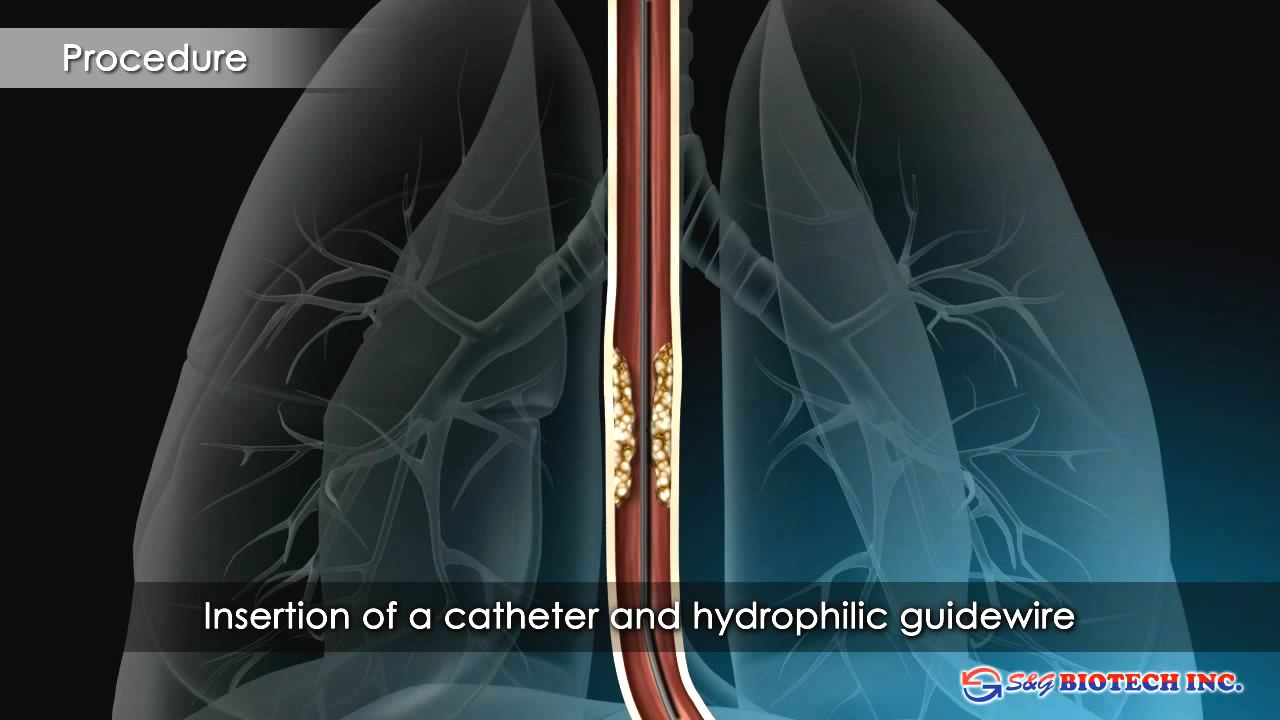 Procedure
Insertion of a catheter and hydrophilic guidewire
S&G BIOTECH INC.